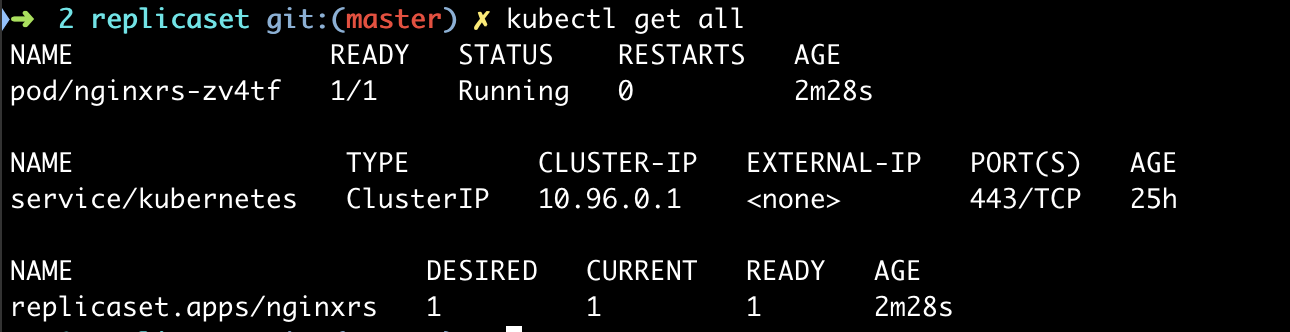 ➜ 2 replicaset git:(master) ✗ kubectl get all
NAME READY STATUS RESTARTS AGE
pod/nginxrs-zv4tf 1/1 Running 0 2m28s
NAME TYPE CLUSTER-IP EXTERNAL-IP PORT(S) AGE
service/kubernetes ClusterIP 10.96.0.1 <none> 443/TCP 25h
NAME DESIRED CURRENT READY AGE
replicaset.apps/nginxrs 1 1 1 2m28s